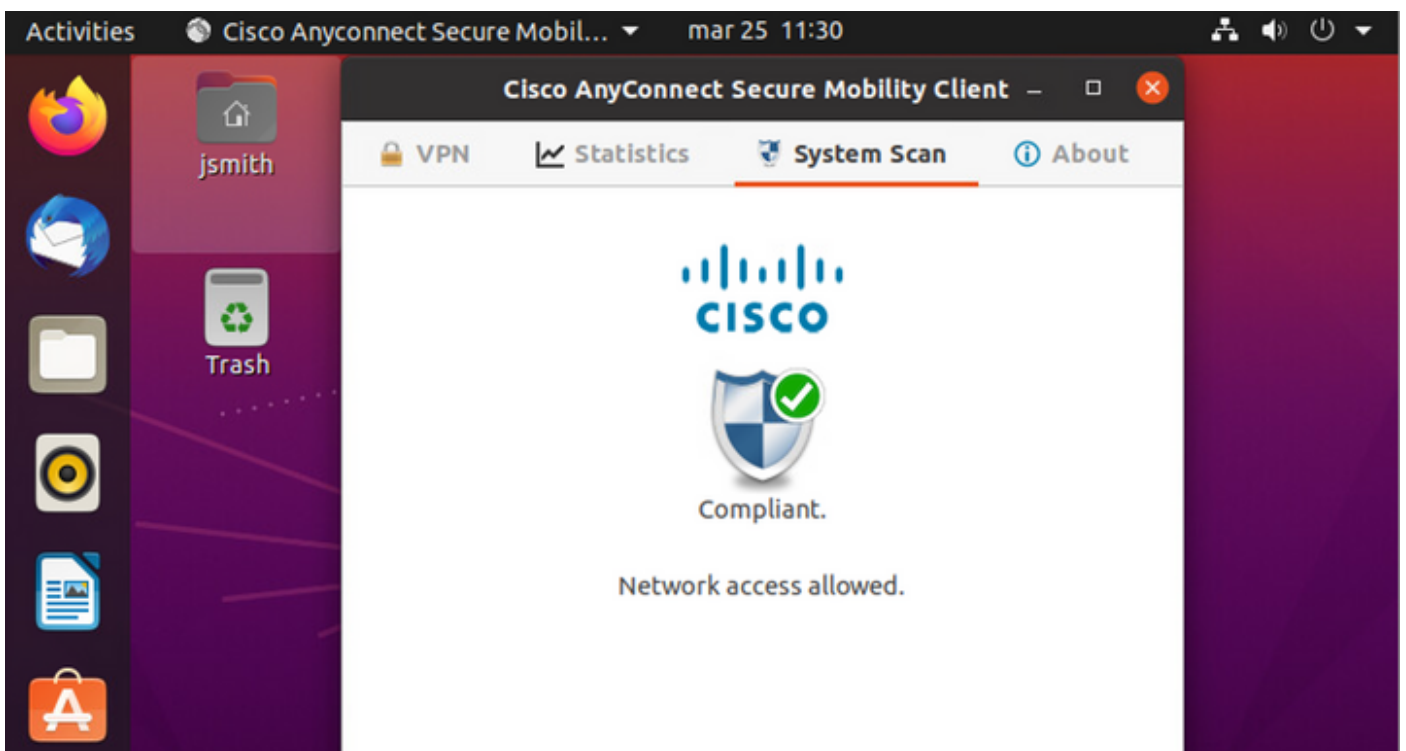 Activities
Cisco Anyconnect Secure Mobil...
mar 25 11:30
Cisco AnyConnect Secure Mobility Client
VPN
Statistics
System Scan
About
jsmith
Trash
CISCO
Compliant.
Network access allowed.